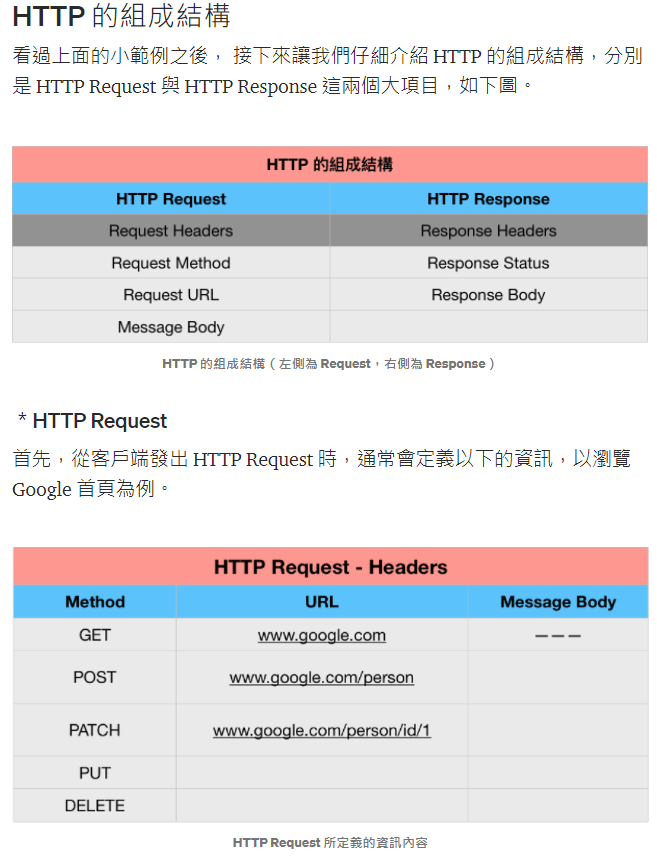 HTTP 的組成結構
看過上面的小範例之後， 接下來讓我們仔細介紹 HTTP 的組成結構，分別
是 HTTP Request 與 HTTP Response 這兩個大項目，如下圖。
HTTP 的組成結構
HTTP Request HTTP Response
Request Headers Response Headers
Request Method Response Status
Request URL Response Body
Message Body
HTTP 的組成結構（左側為 Request，右側為 Response）
* HTTP Request
首先，從客戶端發出 HTTP Request 時，通常會定義以下的資訊，以瀏覽
Google 首頁為例。
HTTP Request - Headers
Method URL Message Body
GET www.google.com ———
POST www.google.com/person
PATCH www.google.com/person/id/1
PUT
DELETE
HTTP Request 所定義的資訊內容